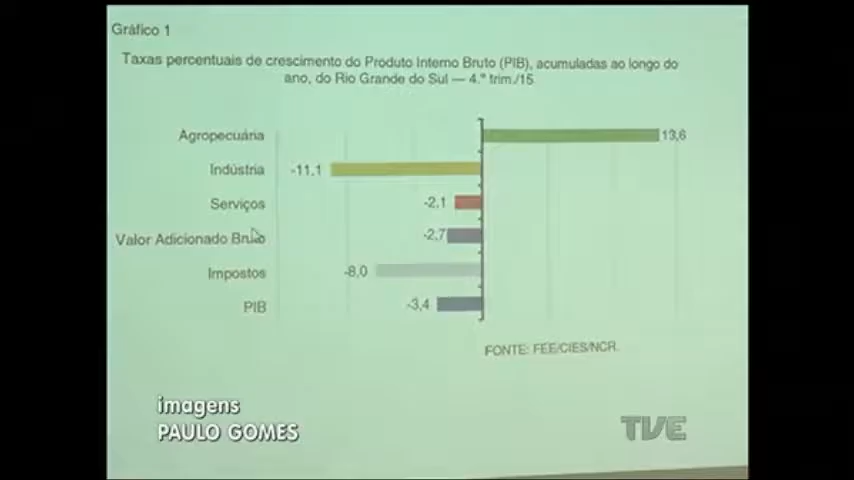 Gráfico 1
Taxas percentuais de crescimento do Produto Interno Bruto (PIB), acumuladas ao longo do
ano, do Rio Grande do Sul — 4.º trim./15
Agropecuária 13,6
Indústria -11,1
Serviços -2,1
Valor Adicionado Bruto -2,7
Impostos -8,0
PIB -3,4
FONTE: FEE/CIES/NCR.
imagens
PAULO GOMES
TVE